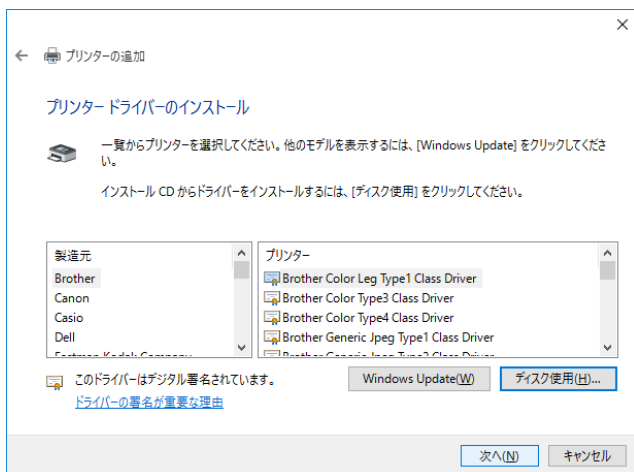 プリンターの追加
プリンター ドライバーのインストール
一覧からプリンターを選択してください。他のモデルを表示するには、[Windows Update] をクリックしてくださ
い。
インストール CD からドライバーをインストールするには、[ディスク使用] をクリックしてください。
製造元
Brother
Canon
Casio
Dell
Eastman Kodak Company
プリンター
Brother Color Leg Type1 Class Driver
Brother Color Type3 Class Driver
Brother Color Type4 Class Driver
Brother Generic Jpeg Type1 Class Driver
Brother Generic Jpeg Type2 Class Driver
このドライバーはデジタル署名されています。
ドライバーの署名が重要な理由
Windows Update(W)
ディスク使用(H)...
次へ(N)
キャンセル